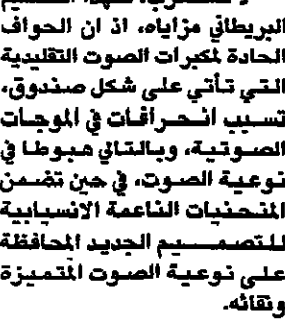 البريطاني مزاياه، اذ ان الحواف
الحادة لمكبرات الصوت التقليدية
التي تأتي على شكل صندوق،
تسبب انحرافات في الموجات
الصوتية، وبالتالي هبوطا في
نوعية الصوت، في حين تضمن
المنحنيات الناعمة الانسيابية
للتصميم الجديد المحافظة
على نوعية الصوت المتميزة
ونقائه.